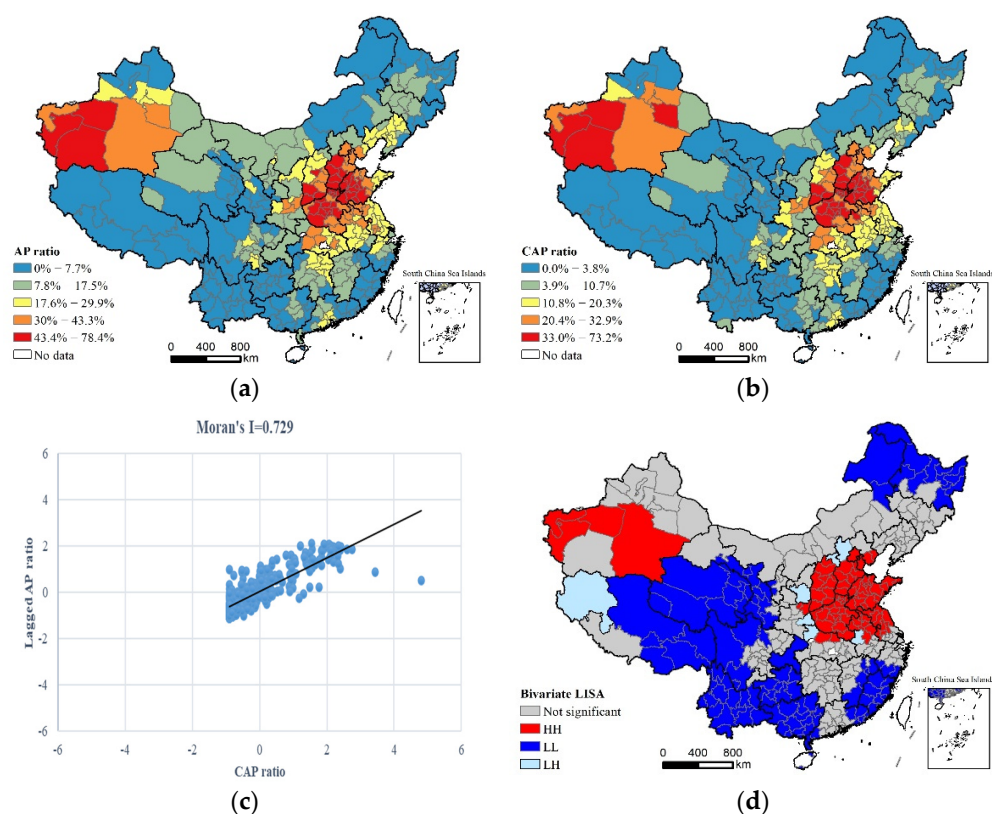 AP ratio
0% − 7.7%
7.8% − 17.5%
17.6% − 29.9%
30% − 43.3%
43.4% − 78.4%
No data
0 400 800
km
South China Sea Islands
(a)
CAP ratio
0.0% − 3.8%
3.9% − 10.7%
10.8% − 20.3%
20.4% − 32.9%
33.0% − 73.2%
No data
0 400 800
km
South China Sea Islands
(b)
Moran's I=0.729
Lagged AP ratio
6
4
2
0
-2
-4
-6
-6 -4 -2 0 2 4 6
CAP ratio
(c)
Bivariate LISA
Not significant
HH
LL
LH
0 400 800
km
South China Sea Islands
(d)